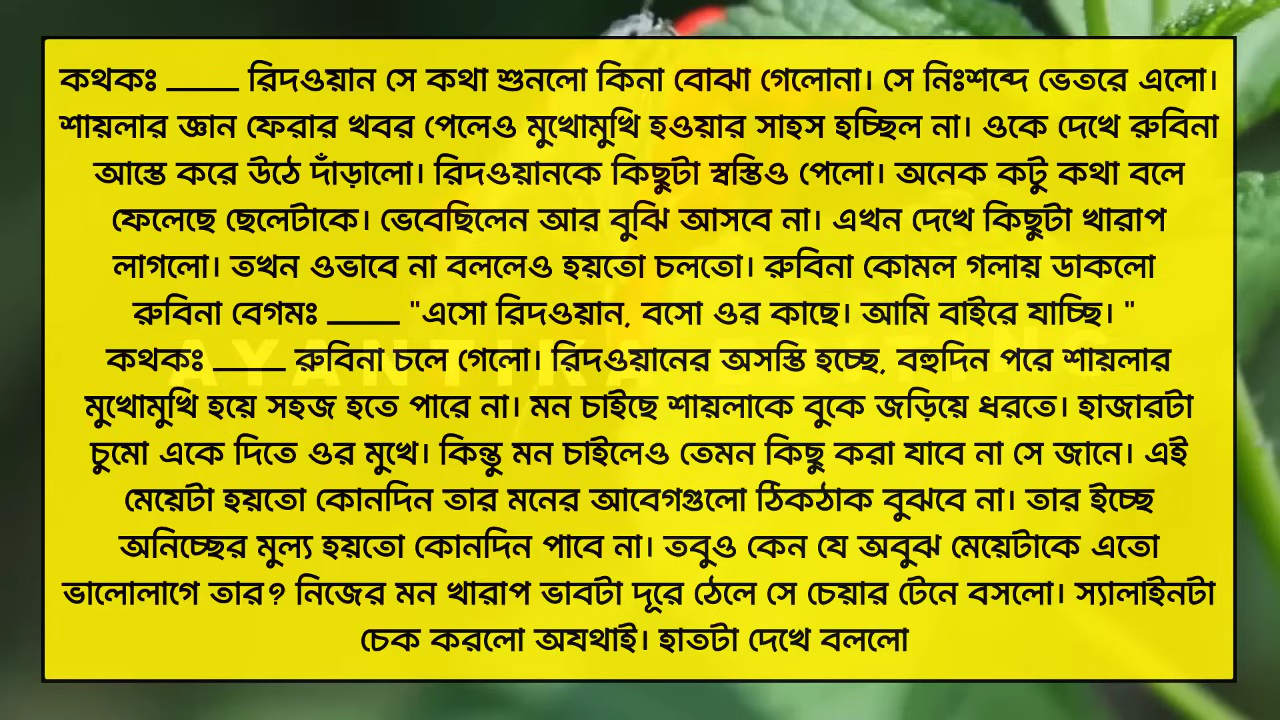 কথকঃ ____ রিদওয়ান সে কথা শুনলো কিনা বোঝা গেলোনা। সে নিঃশব্দে ভেতরে এলো।
শায়লার জ্ঞান ফেরার খবর পেলেও মুখোমুখি হওয়ার সাহস হচ্ছিল না। ওকে দেখে রুবিনা
আস্তে করে উঠে দাঁড়ালো। রিদওয়ানকে কিছুটা স্বস্তিও পেলো। অনেক কটু কথা বলে
ফেলেছে ছেলেটাকে। ভেবেছিলেন আর বুঝি আসবে না। এখন দেখে কিছুটা খারাপ
লাগলো। তখন ওভাবে না বললেও হয়তো চলতো। রুবিনা কোমল গলায় ডাকলো
রুবিনা বেগমঃ ____ "এসো রিদওয়ান, বসো ওর কাছে। আমি বাইরে যাচ্ছি। "
কথকঃ ____ রুবিনা চলে গেলো। রিদওয়ানের অসস্তি হচ্ছে, বহুদিন পরে শায়লার
মুখোমুখি হয়ে সহজ হতে পারে না। মন চাইছে শায়লাকে বুকে জড়িয়ে ধরতে। হাজারটা
চুমো একে দিতে ওর মুখে। কিন্তু মন চাইলেও তেমন কিছু করা যাবে না সে জানে। এই
মেয়েটা হয়তো কোনদিন তার মনের আবেগগুলো ঠিকঠাক বুঝবে না। তার ইচ্ছে
অনিচ্ছের মুল্য হয়তো কোনদিন পাবে না। তবুও কেন যে অবুঝ মেয়েটাকে এতো
ভালোলাগে তার? নিজের মন খারাপ ভাবটা দূরে ঠেলে সে চেয়ার টেনে বসলো। স্যালাইনটা
চেক করলো অযথাই। হাতটা দেখে বললো